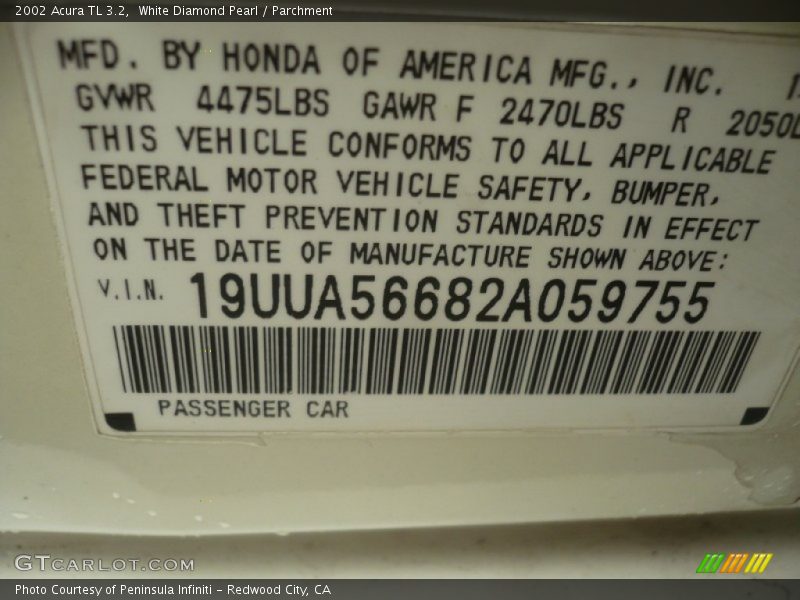 2002 Acura TL 3.2, White Diamond Pearl / Parchment
MFD. BY HONDA OF AMERICA MFG., INC.
GVWR 4475LBS GAWR F 2470LBS R 2050L
THIS VEHICLE CONFORMS TO ALL APPLICABLE
FEDERAL MOTOR VEHICLE SAFETY, BUMPER,
AND THEFT PREVENTION STANDARDS IN EFFECT
ON THE DATE OF MANUFACTURE SHOWN ABOVE:
V.I.N. 19UUA56682A059755
PASSENGER CAR
GTCARLOT.COM
Photo Courtesy of Peninsula Infiniti - Redwood City, CA